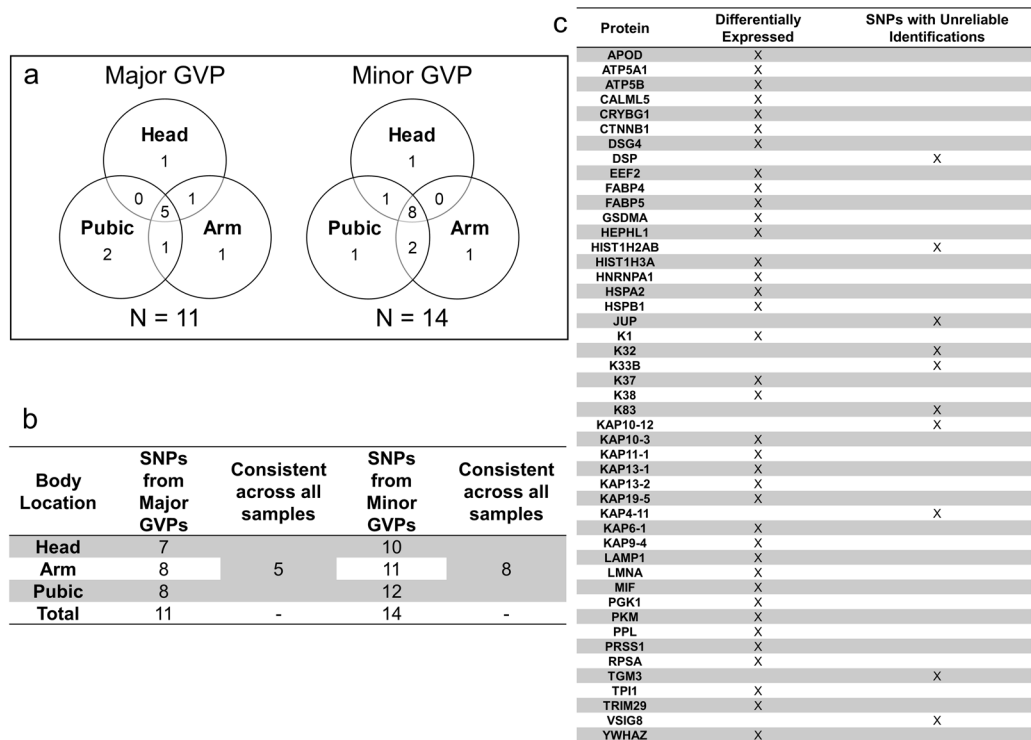 a
Major GVP
Minor GVP
Head
1
0
5
1
Pubic
2
1
Arm
1
N = 11
Head
1
1
8
0
Pubic
1
2
Arm
1
N = 14
b
Body Location
SNPs from Major GVPs
Consistent across all samples
SNPs from Minor GVPs
Consistent across all samples
Head 7 10
Arm 8 5 11 8
Pubic 8 12
Total 11 - 14 -
c
Protein
Differentially Expressed
SNPs with Unreliable Identifications
APOD X
ATP5A1 X
ATP5B X
CALML5 X
CRYBG1 X
CTNNB1 X
DSG4 X
DSP X
EEF2 X
FABP4 X
FABP5 X
GSDMA X
HEPHL1 X
HIST1H2AB X
HIST1H3A X
HNRNPA1 X
HSPA2 X
HSPB1 X
JUP X
K1 X
K32 X
K33B X
K37 X
K38 X
K83 X
KAP10-12 X
KAP10-3 X
KAP11-1 X
KAP13-1 X
KAP13-2 X
KAP19-5 X
KAP4-11 X
KAP6-1 X
KAP9-4 X
LAMP1 X
LMNA X
MIF X
PGK1 X
PKM X
PPL X
PRSS1 X
RPSA X
TGM3 X
TPI1 X
TRIM29 X
VSIG8 X
YWHAZ X